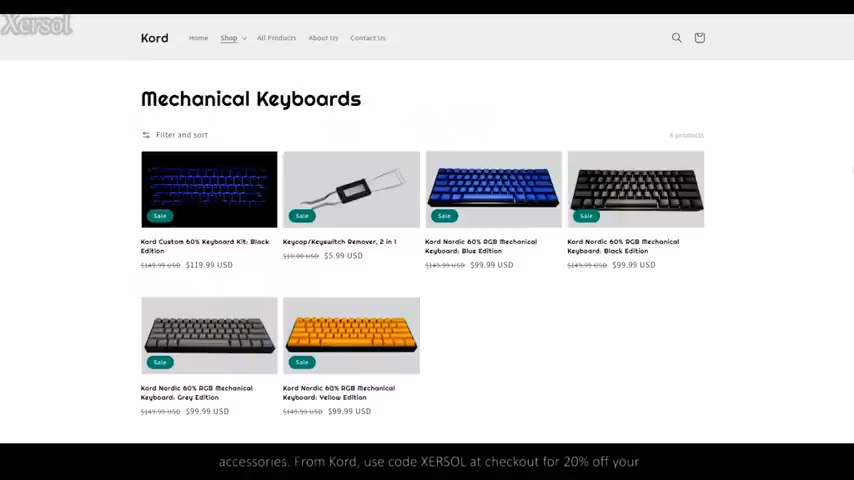 Xersol
Kord
Home
Shop
All Products
About Us
Contact Us
Mechanical Keyboards
Filter and sort
6 products
Sale
Sale
Sale
Sale
Kord Custom 60% Keyboard Kit: Black
Edition
$149.99 USD $119.99 USD
Keycap/Keyswitch Remover, 2 in 1
$10.00 USD $5.99 USD
Kord Nordic 60% RGB Mechanical
Keyboard: Blue Edition
$149.99 USD $99.99 USD
Kord Nordic 60% RGB Mechanical
Keyboard: Black Edition
$149.99 USD $99.99 USD
Sale
Sale
Kord Nordic 60% RGB Mechanical
Keyboard: Grey Edition
$149.99 USD $99.99 USD
Kord Nordic 60% RGB Mechanical
Keyboard: Yellow Edition
$149.99 USD $99.99 USD
accessories. From Kord, use code XERSOL at checkout for 20% off your